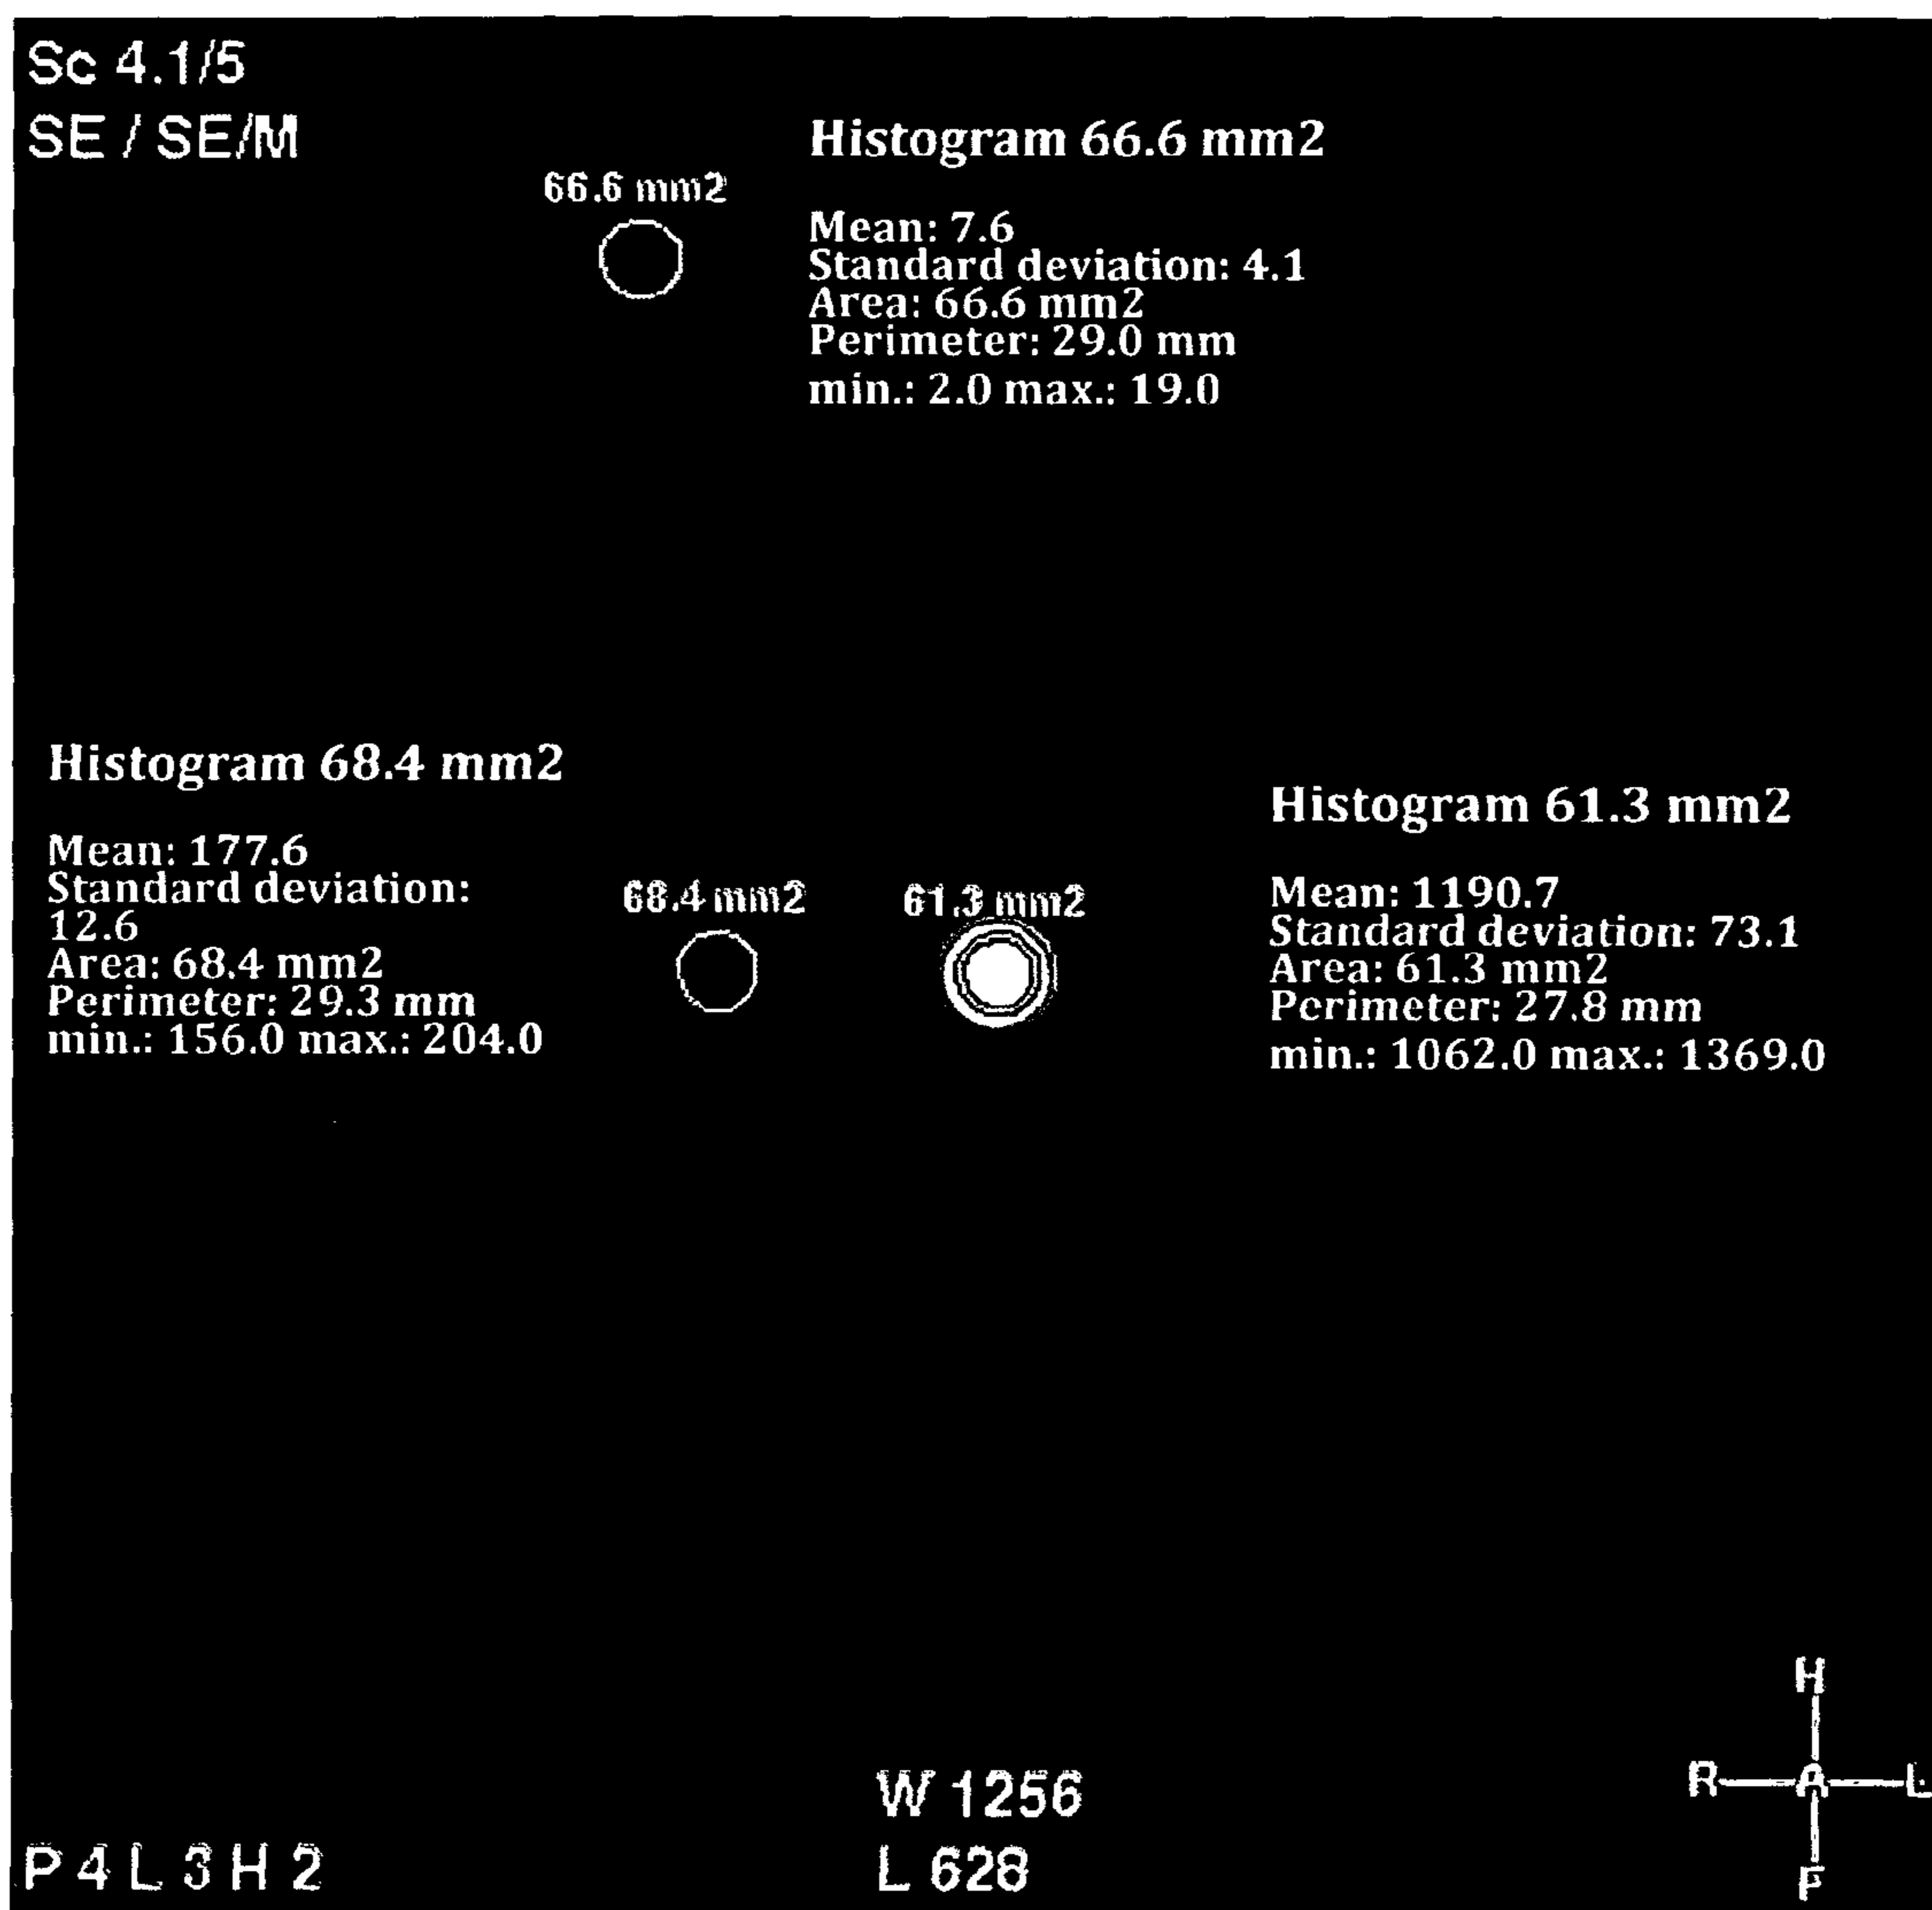 Sc 4.1/5
SE / SE/M
Histogram 66.6 mm2
66.6 mm2
Mean: 7.6
Standard deviation: 4.1
Area: 66.6 mm2
Perimeter: 29.0 mm
min.: 2.0 max.: 19.0
Histogram 68.4 mm2
Mean: 177.6
Standard deviation:
12.6
Area: 68.4 mm2
Perimeter: 29.3 mm
min.: 156.0 max.: 204.0
68.4 mm2
61.3 mm2
Histogram 61.3 mm2
Mean: 1190.7
Standard deviation: 73.1
Area: 61.3 mm2
Perimeter: 27.8 mm
min.: 1062.0 max.: 1369.0
H
R A L
F
W 1256
L 628
P 4 L 3 H 2